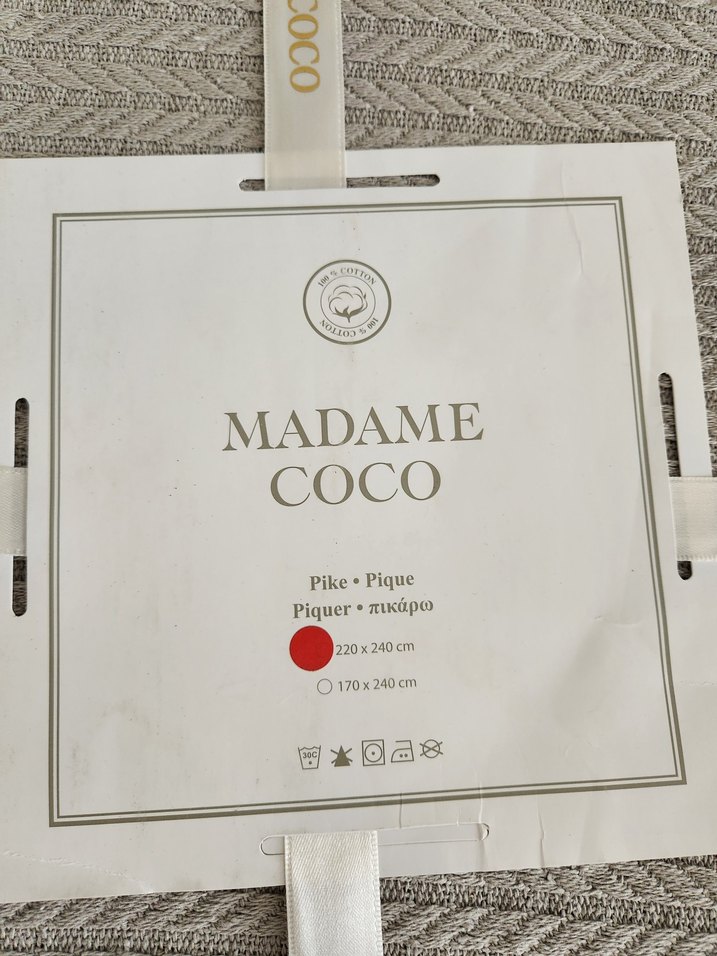 COCO
100 % COTTON
100 % COTTON
MADAME
COCO
Pike • Pique
Piquer • πικάρω
220 x 240 cm
170 x 240 cm
30C